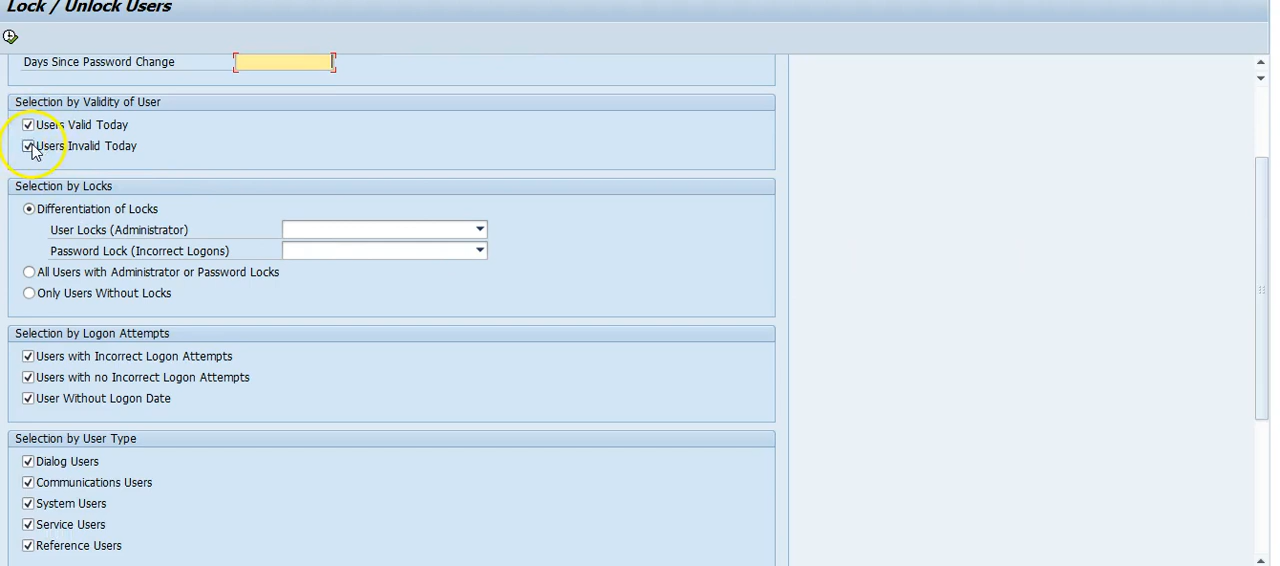 Lock / Unlock Users
Days Since Password Change
Selection by Validity of User
Users Valid Today
Users Invalid Today
Selection by Locks
Differentiation of Locks
User Locks (Administrator)
Password Lock (Incorrect Logons)
All Users with Administrator or Password Locks
Only Users Without Locks
Selection by Logon Attempts
Users with Incorrect Logon Attempts
Users with no Incorrect Logon Attempts
User Without Logon Date
Selection by User Type
Dialog Users
Communications Users
System Users
Service Users
Reference Users